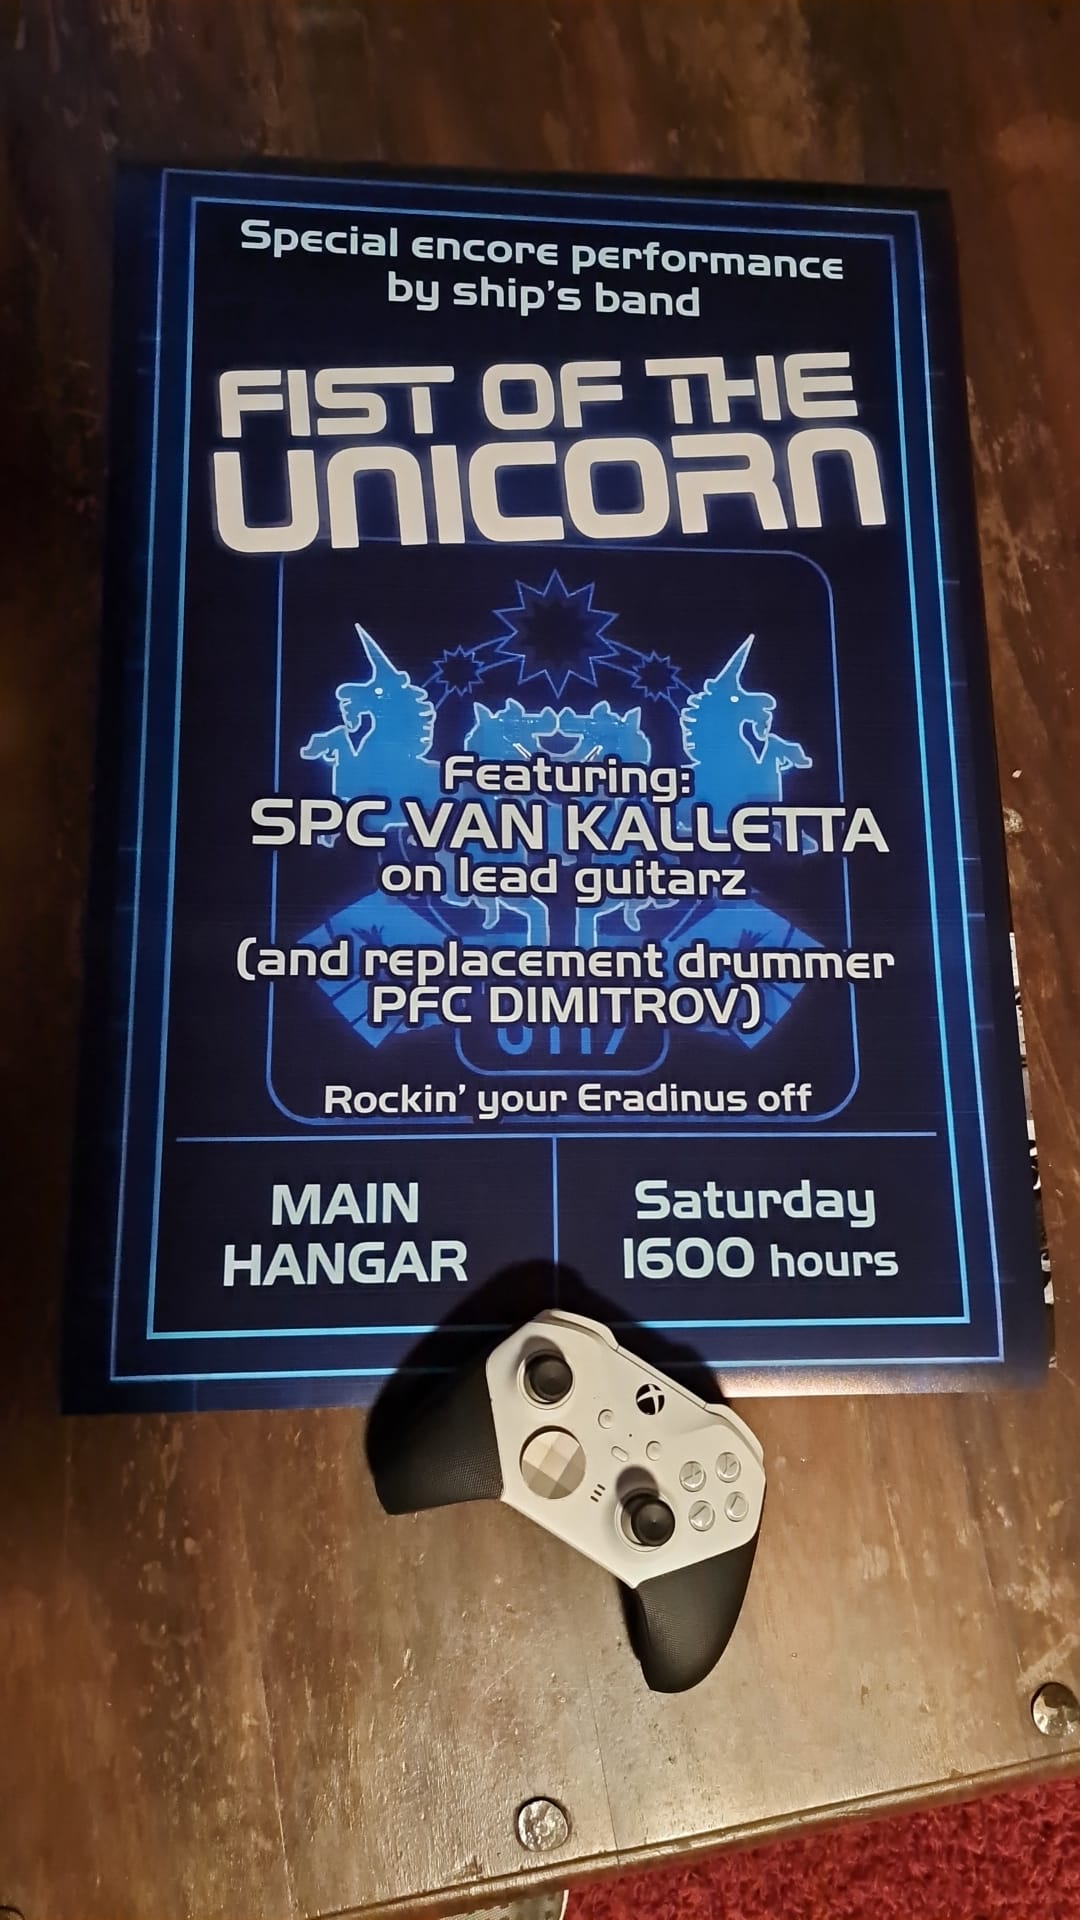 Special encore performance
by ship's band
FIST OF THE
UNICORN
Featuring:
SPC VAN KALLETTA
on lead guitarz
(and replacement drummer
PFC DIMITROV)
0117
Rockin' your Eradinus off
MAIN
HANGAR
Saturday
1600 hours